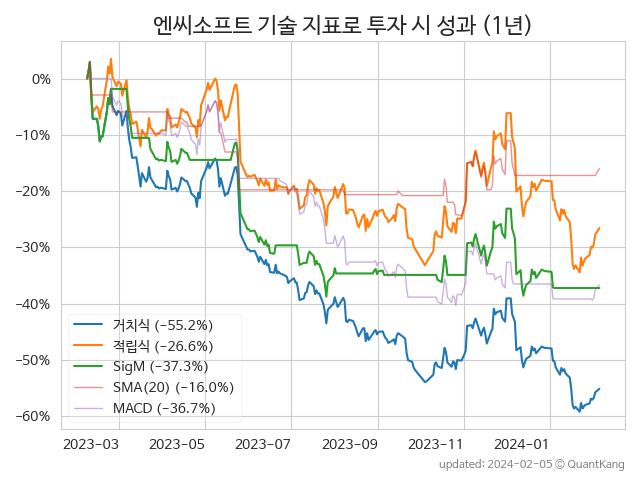 엔씨소프트 기술 지표로 투자 시 성과 (1년)
0%
−10%
−20%
−30%
−40%
−50%
−60%
거치식 (−55.2%)
적립식 (−26.6%)
SigM (−37.3%)
SMA(20) (−16.0%)
MACD (−36.7%)
2023−03
2023−05
2023−07
2023−09
2023−11
2024−01
updated: 2024−02−05 © QuantKang